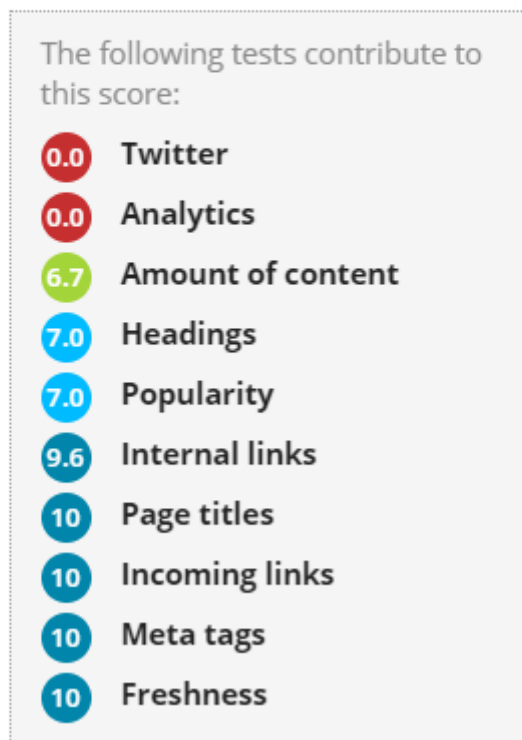 The following tests contribute to
this score:
0.0 Twitter
0.0 Analytics
6.7 Amount of content
7.0 Headings
7.0 Popularity
9.6 Internal links
10 Page titles
10 Incoming links
10 Meta tags
10 Freshness